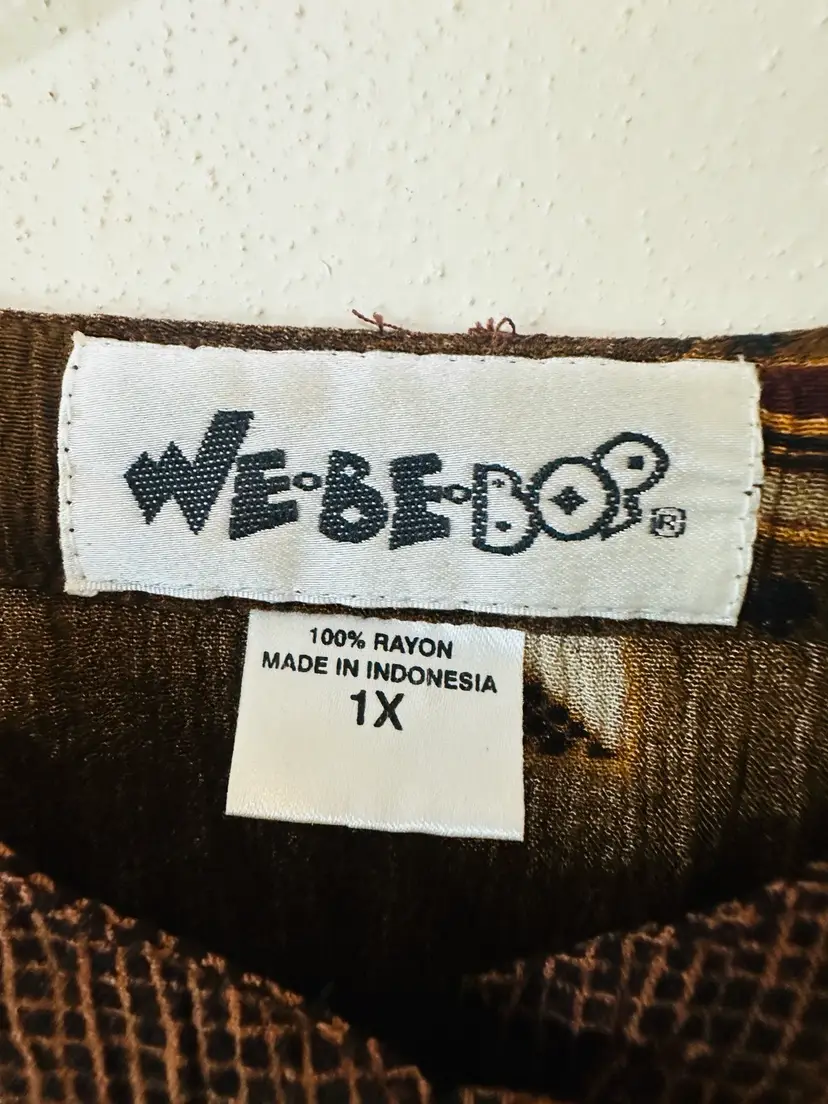 WE•BE•BOP®
100% RAYON
MADE IN INDONESIA
1X